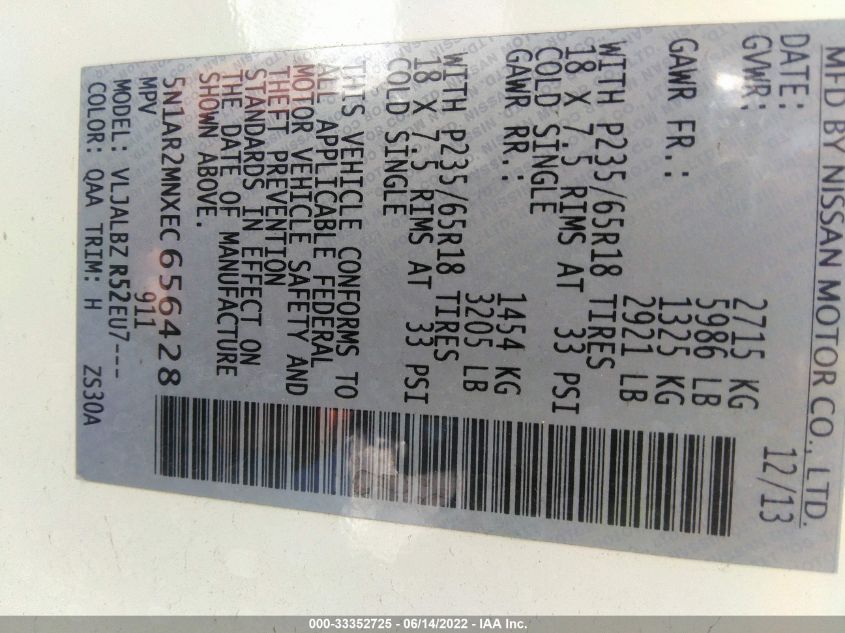 MFD BY NISSAN MOTOR CO., LTD.
DATE: 12/13
GVWR: 2715 KG
5986 LB
GAWR FR.: 1325 KG
2921 LB
WITH P235/65R18 TIRES
18 X 7.5 RIMS AT 33 PSI
COLD SINGLE
GAWR RR.: 1454 KG
3205 LB
WITH P235/65R18 TIRES
18 X 7.5 RIMS AT 33 PSI
COLD SINGLE
THIS VEHICLE CONFORMS TO
ALL APPLICABLE FEDERAL
MOTOR VEHICLE SAFETY AND
THEFT PREVENTION
STANDARDS IN EFFECT ON
THE DATE OF MANUFACTURE
SHOWN ABOVE.
5N1AR2MNXEC656428
MPV 911
MODEL: VLJALBZ R52EU7---
COLOR: QAA TRIM: H ZS30A
000-33352725 - 06/14/2022 - IAA Inc.